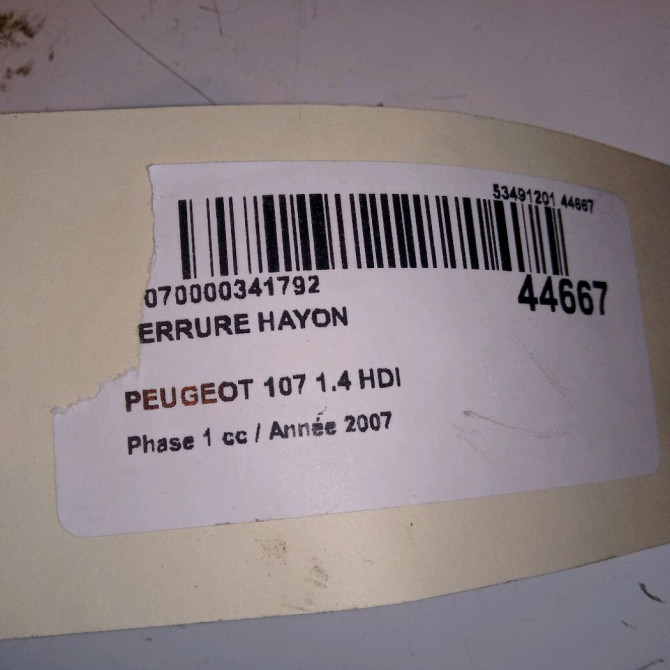 53491201 44667
070000341792
44667
ERRURE HAYON
PEUGEOT 107 1.4 HDI
Phase 1 cc / Année 2007